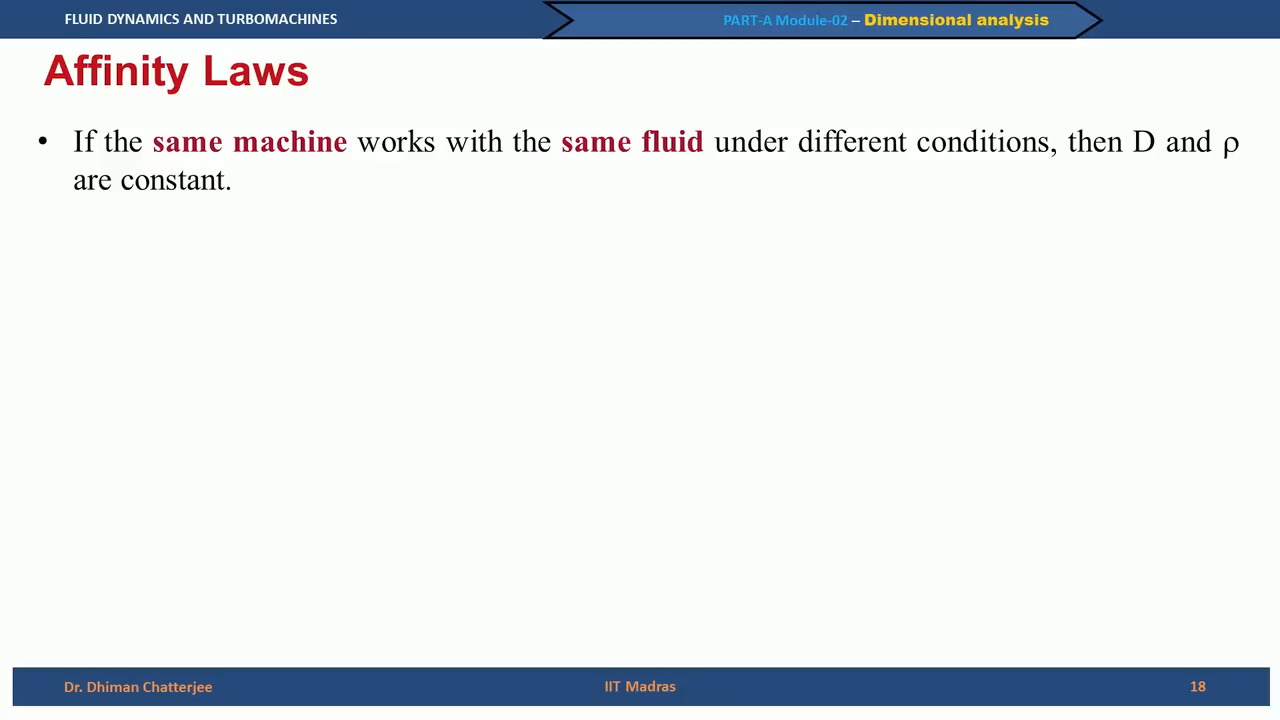 FLUID DYNAMICS AND TURBOMACHINES
PART-A Module-02 – Dimensional analysis
Affinity Laws
• If the same machine works with the same fluid under different conditions, then D and ρ
are constant.
Dr. Dhiman Chatterjee
IIT Madras
18